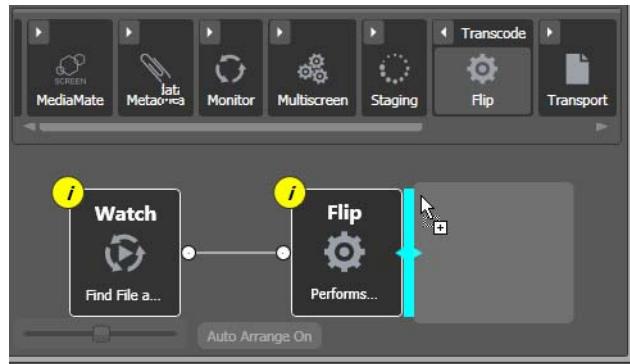 Transcode
SCREEN
MediaMate
Monitor
Multiscreen
Staging
Flip
Transport
i
i
Watch
Flip
Find File a...
Performs...
Auto Arrange On